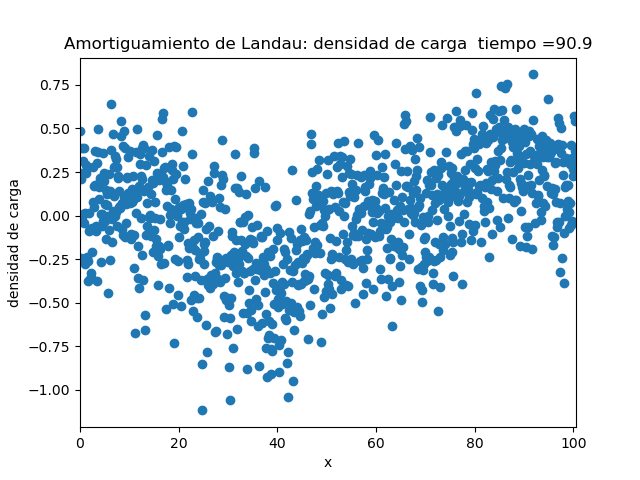 Amortiguamiento de Landau: densidad de carga  tiempo =90.9
0.75
0.50
0.25
0.00
−0.25
−0.50
−0.75
−1.00
densidad de carga
0 20 40 60 80 100
x